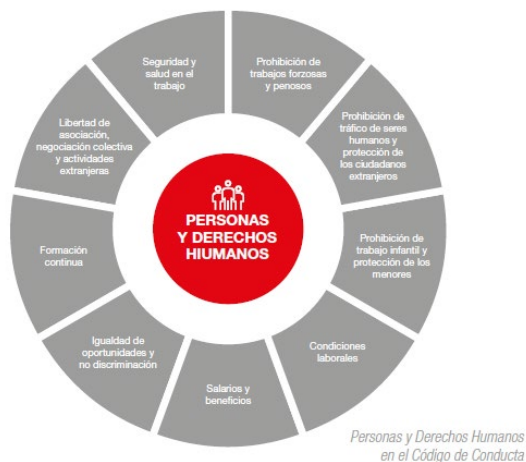 Seguridad y
salud en el
trabajo
Prohibición de
trabajos forzosas
y penosos
Prohibición de
tráfico de seres
humanos y
protección de
los ciudadanos
extranjeros
Prohibición de
trabajo infantil y
protección de los
menores
Condiciones
laborales
Salarios y
beneficios
Igualdad de
oportunidades y
no discriminación
Formación
continua
Libertad de
asociación,
negociación colectiva
y actividades
extranjeras
PERSONAS
Y DERECHOS
HIUMANOS
Personas y Derechos Humanos
en el Código de Conducta